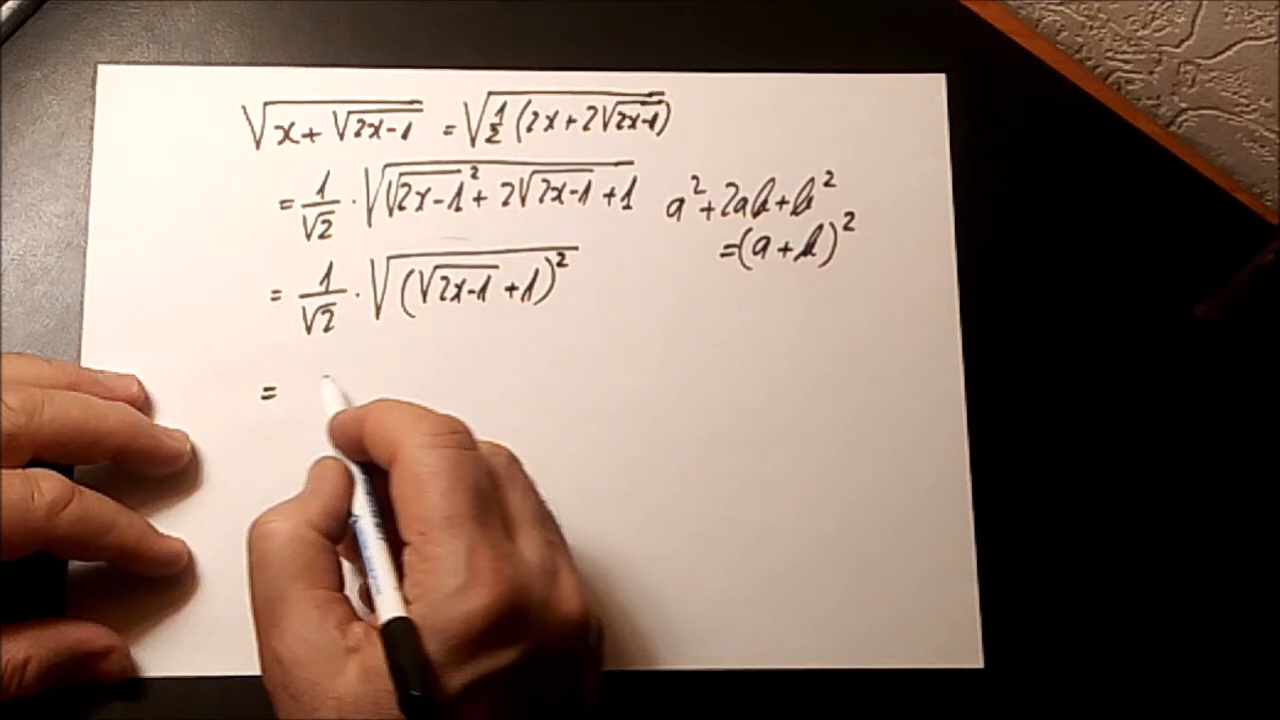 √(x+√(2x-1)) = √(1/2 (2x+2√(2x-1)))
= 1/√2 · √(√(2x-1)²+2√(2x-1)+1)
a²+2ab+b²
=(a+b)²
= 1/√2 · √((√(2x-1)+1)²)
=